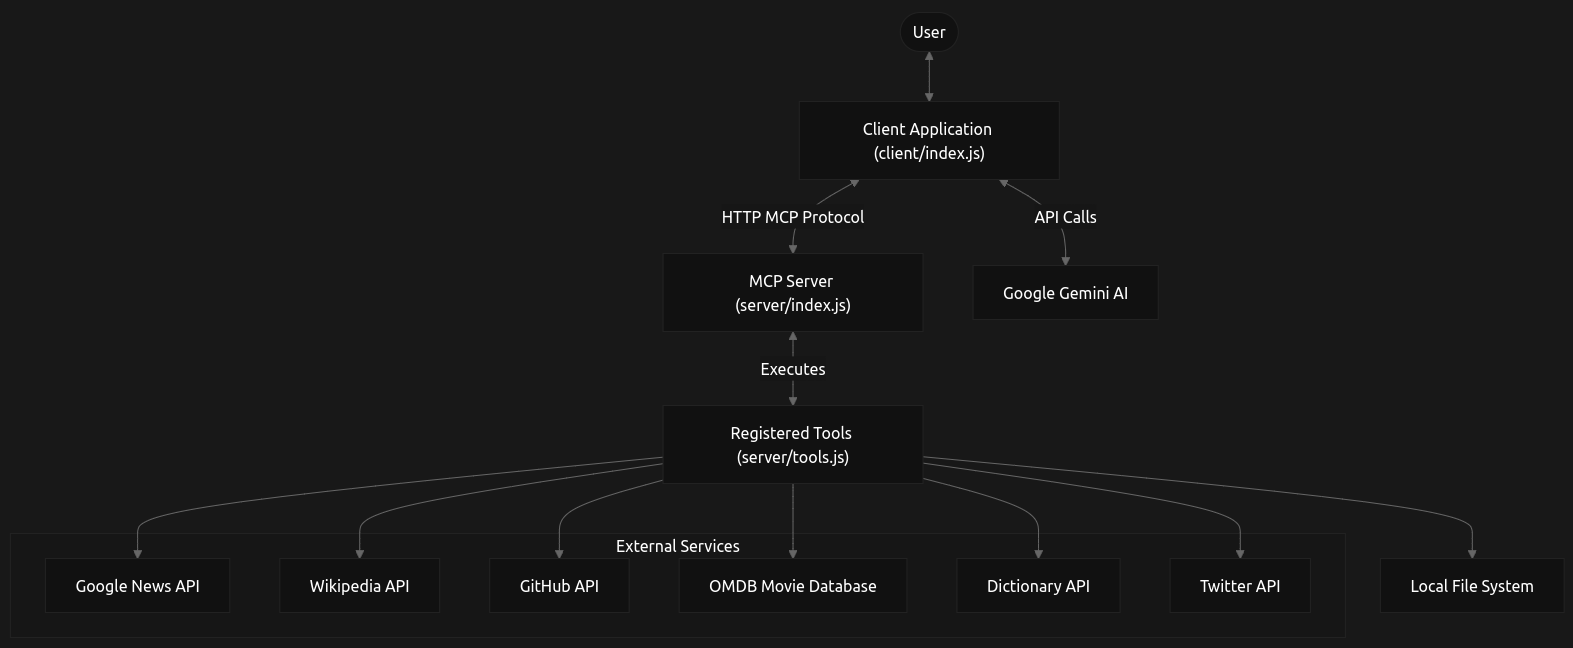 User
Client Application
(client/index.js)
HTTP MCP Protocol
API Calls
MCP Server
(server/index.js)
Google Gemini AI
Executes
Registered Tools
(server/tools.js)
External Services
Google News API
Wikipedia API
GitHub API
OMDB Movie Database
Dictionary API
Twitter API
Local File System